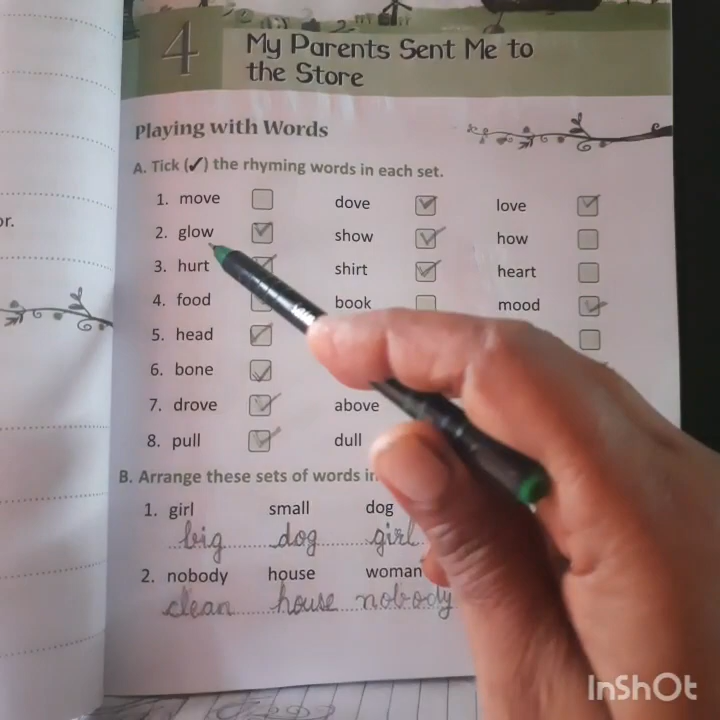 4 My Parents Sent Me to
the Store
Playing with Words
A. Tick (✓) the rhyming words in each set.
or.
1. move dove love
2. glow show how
3. hurt shirt heart
4. food book mood
5. head
6. bone
7. drove above
8. pull dull
B. Arrange these sets of words in
1. girl small dog
big dog girl
2. nobody house woman
clean house nobody
InShOt